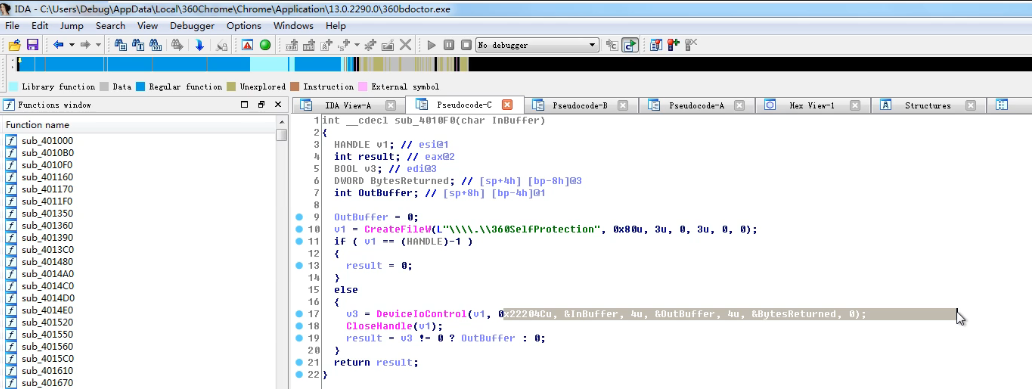 IDA - C:\Users\Debug\AppData\Local\360Chrome\Chrome\Application\13.0.2290.0\360bdoctor.exe
File Edit Jump Search View Debugger Options Windows Help
No debugger
Library function Data Regular function Unexplored Instruction External symbol
Functions window
IDA View-A Pseudocode-C Pseudocode-B Pseudocode-A Hex View-1 Structures
Function name
sub_401000
sub_4010B0
sub_4010F0
sub_401160
sub_401170
sub_4011F0
sub_401350
sub_401360
sub_401390
sub_4013C0
sub_401480
sub_4014A0
sub_4014C0
sub_4014D0
sub_4014E0
sub_401520
sub_401550
sub_401560
sub_4015C0
sub_401610
sub_401670
1 int __cdecl sub_4010F0(char InBuffer)
2 {
3 HANDLE v1; // esi@1
4 int result; // eax@2
5 BOOL v3; // edi@3
6 DWORD BytesReturned; // [sp+4h] [bp-8h]@3
7 int OutBuffer; // [sp+8h] [bp-4h]@1
8
9 OutBuffer = 0;
10 v1 = CreateFileW(L"\\\\.\\360SelfProtection", 0x80u, 3u, 0, 3u, 0, 0);
11 if ( v1 == (HANDLE)-1 )
12 {
13 result = 0;
14 }
15 else
16 {
17 v3 = DeviceIoControl(v1, 0x22204Cu, &InBuffer, 4u, &OutBuffer, 4u, &BytesReturned, 0);
18 CloseHandle(v1);
19 result = v3 != 0 ? OutBuffer : 0;
20 }
21 return result;
22 }